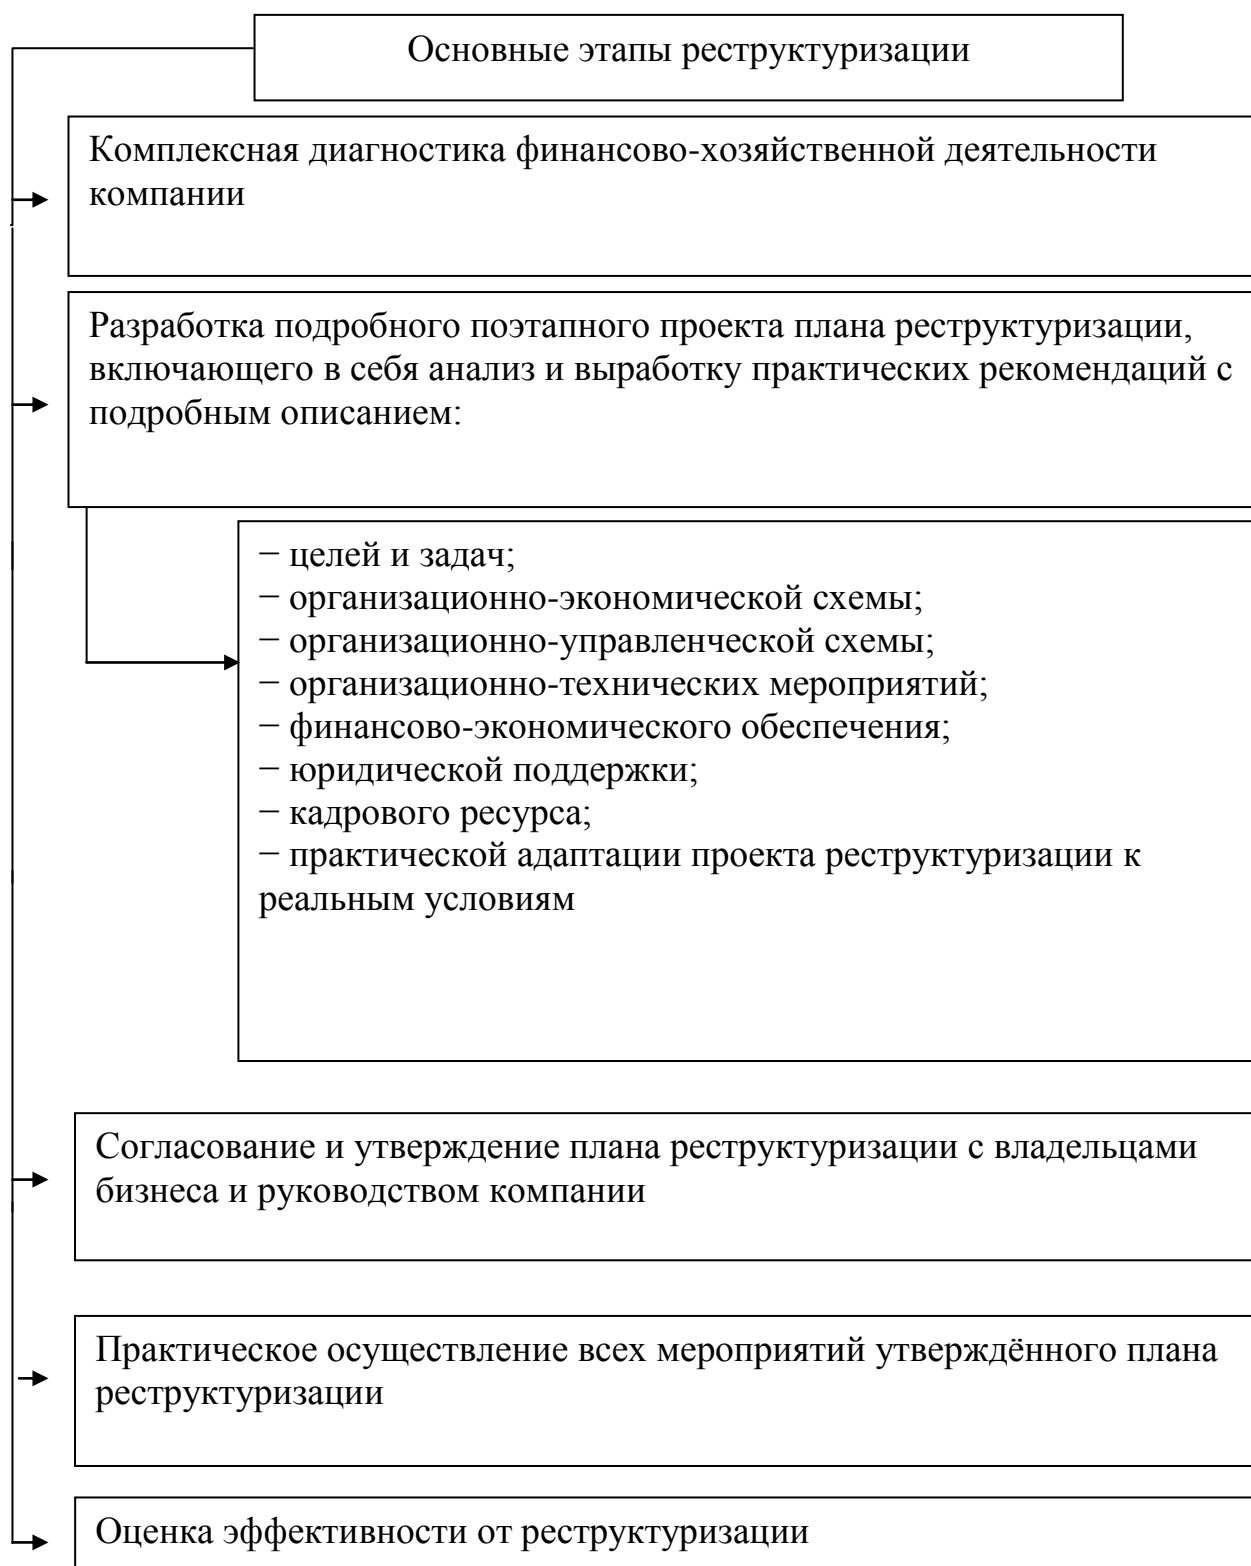 Основные этапы реструктуризации
Комплексная диагностика финансово-хозяйственной деятельности
компании
Разработка подробного поэтапного проекта плана реструктуризации,
включающего в себя анализ и выработку практических рекомендаций с
подробным описанием:
− целей и задач;
− организационно-экономической схемы;
− организационно-управленческой схемы;
− организационно-технических мероприятий;
− финансово-экономического обеспечения;
− юридической поддержки;
− кадрового ресурса;
− практической адаптации проекта реструктуризации к
реальным условиям
Согласование и утверждение плана реструктуризации с владельцами
бизнеса и руководством компании
Практическое осуществление всех мероприятий утверждённого плана
реструктуризации
Оценка эффективности от реструктуризации